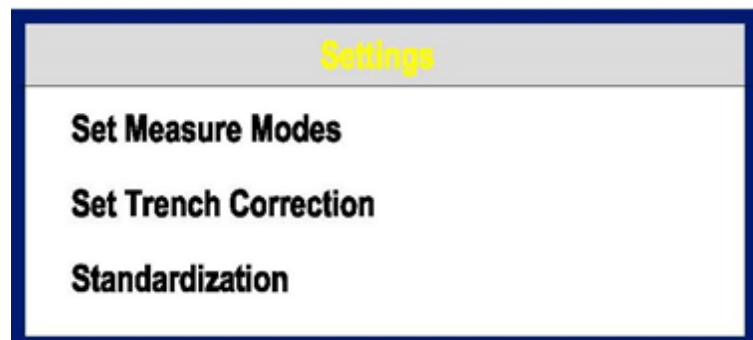 Settings
Set Measure Modes
Set Trench Correction
Standardization